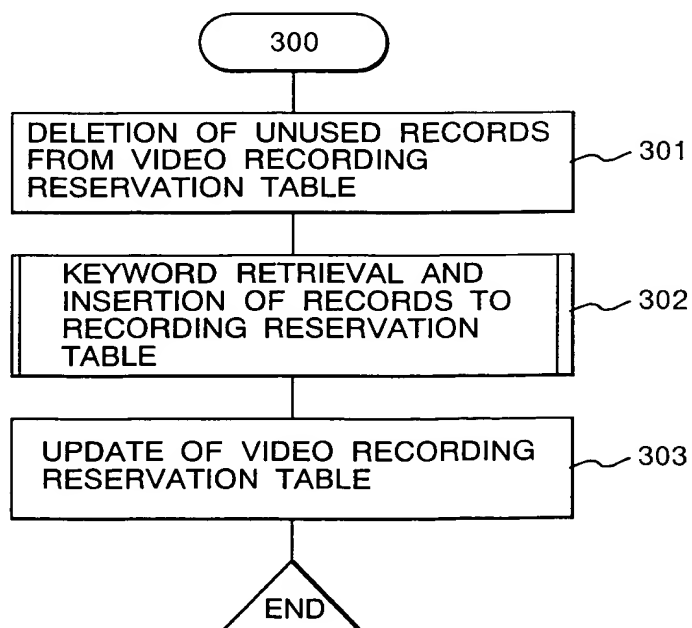 300
DELETION OF UNUSED RECORDS
FROM VIDEO RECORDING
RESERVATION TABLE
301
KEYWORD RETRIEVAL AND
INSERTION OF RECORDS TO
RECORDING RESERVATION
TABLE
302
UPDATE OF VIDEO RECORDING
RESERVATION TABLE
303
END